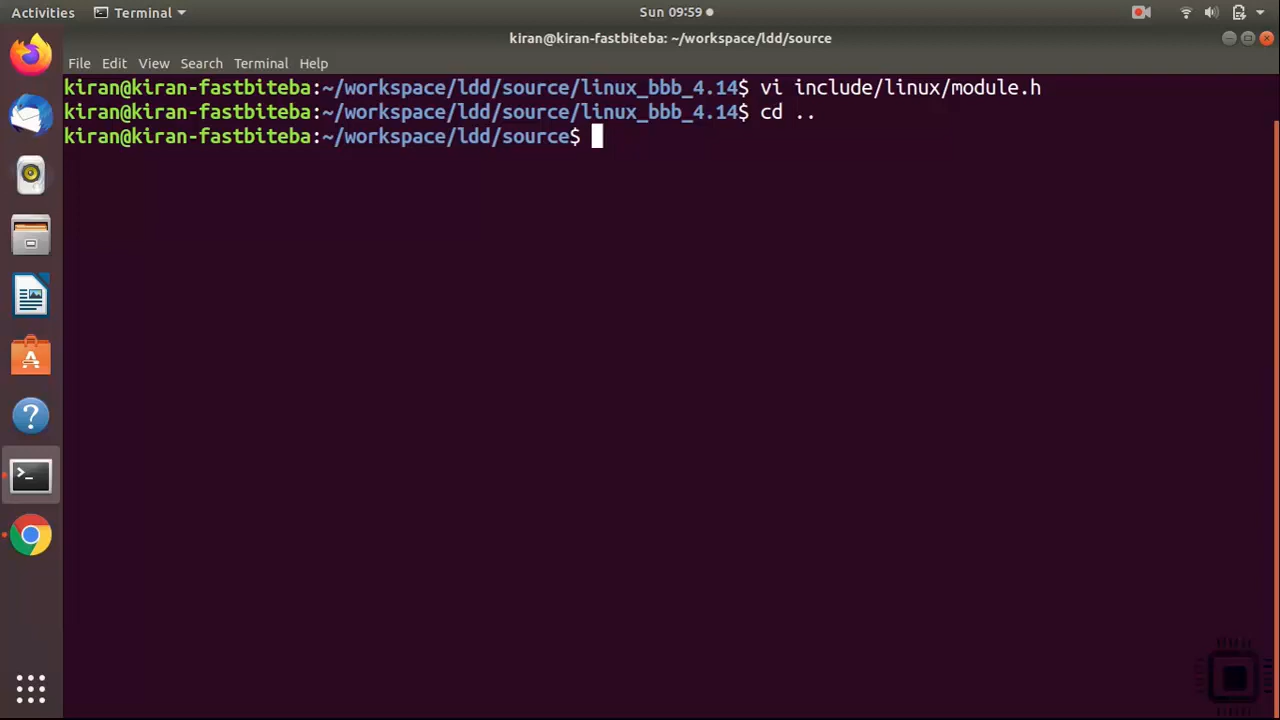 Activities Terminal Sun 09:59
kiran@kiran-fastbiteba: ~/workspace/ldd/source
File Edit View Search Terminal Help
kiran@kiran-fastbiteba:~/workspace/ldd/source/linux_bbb_4.14$ vi include/linux/module.h
kiran@kiran-fastbiteba:~/workspace/ldd/source/linux_bbb_4.14$ cd ..
kiran@kiran-fastbiteba:~/workspace/ldd/source$